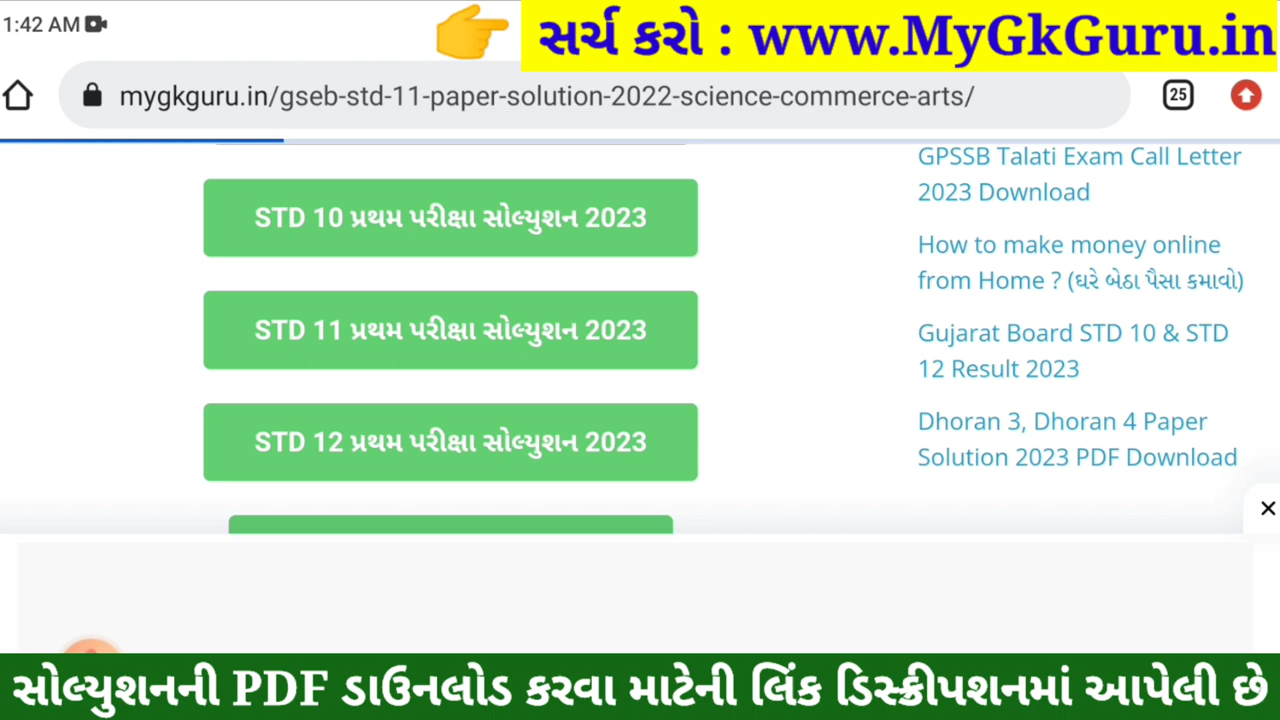 1:42 AM
સર્ચ કરો : www.MyGkGuru.in
mygkguru.in/gseb-std-11-paper-solution-2022-science-commerce-arts/
25
STD 10 પ્રથમ પરીક્ષા સોલ્યુશન 2023
STD 11 પ્રથમ પરીક્ષા સોલ્યુશન 2023
STD 12 પ્રથમ પરીક્ષા સોલ્યુશન 2023
GPSSB Talati Exam Call Letter
2023 Download
How to make money online
from Home ? (ઘરે બેઠા પૈસા કમાવો)
Gujarat Board STD 10 & STD
12 Result 2023
Dhoran 3, Dhoran 4 Paper
Solution 2023 PDF Download
સોલ્યુશનની PDF ડાઉનલોડ કરવા માટેની લિંક ડિસ્ક્રીપશનમાં આપેલી છે